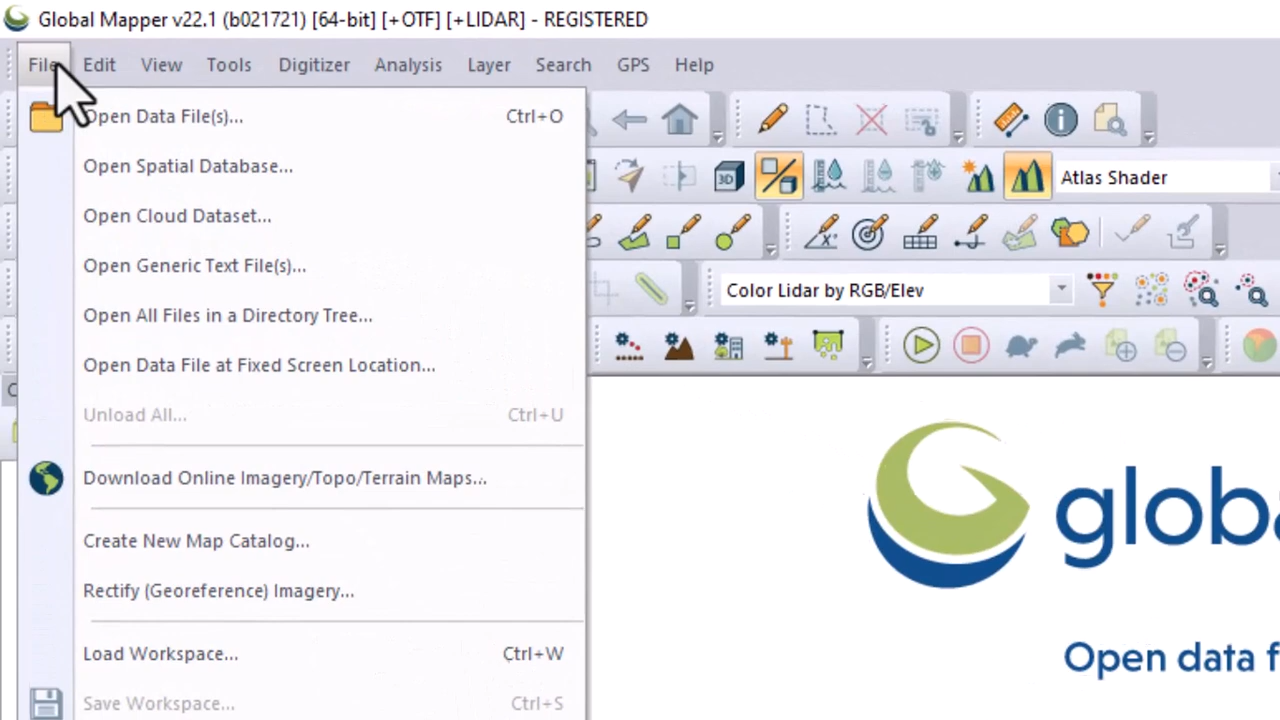 Global Mapper v22.1 (b021721) [64-bit] [+OTF] [+LIDAR] - REGISTERED
File Edit View Tools Digitizer Analysis Layer Search GPS Help
Open Data File(s)... Ctrl+O
Open Spatial Database...
3D Atlas Shader
Open Cloud Dataset...
Open Generic Text File(s)...
Color Lidar by RGB/Elev
Open All Files in a Directory Tree...
Open Data File at Fixed Screen Location...
Unload All... Ctrl+U
Download Online Imagery/Topo/Terrain Maps...
globa
Create New Map Catalog...
Rectify (Georeference) Imagery...
Load Workspace... Ctrl+W
Open data f
Save Workspace... Ctrl+S